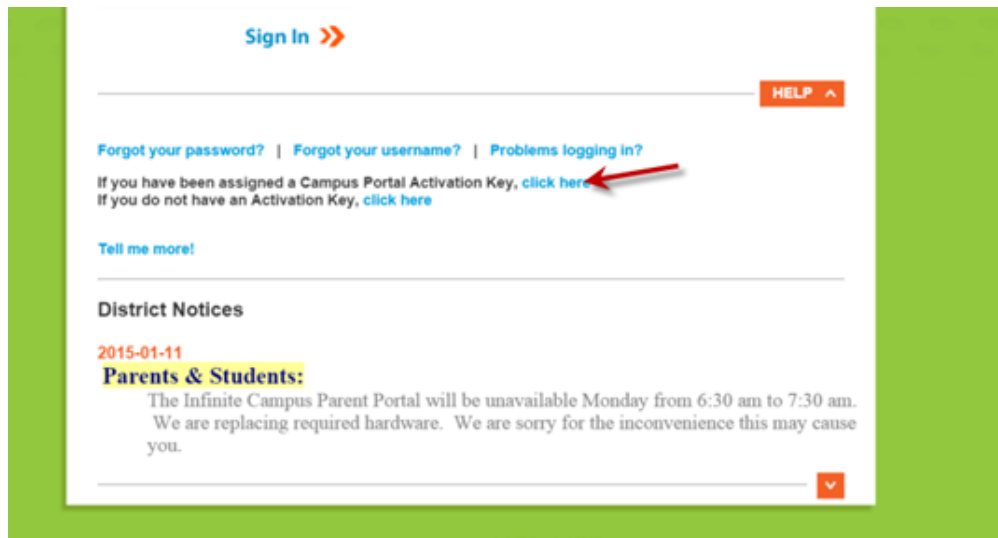 Sign In
HELP
Forgot your password? | Forgot your username? | Problems logging in?
If you have been assigned a Campus Portal Activation Key, click here
If you do not have an Activation Key, click here
Tell me more!
District Notices
2015-01-11
Parents & Students:
The Infinite Campus Parent Portal will be unavailable Monday from 6:30 am to 7:30 am.
We are replacing required hardware. We are sorry for the inconvenience this may cause
you.